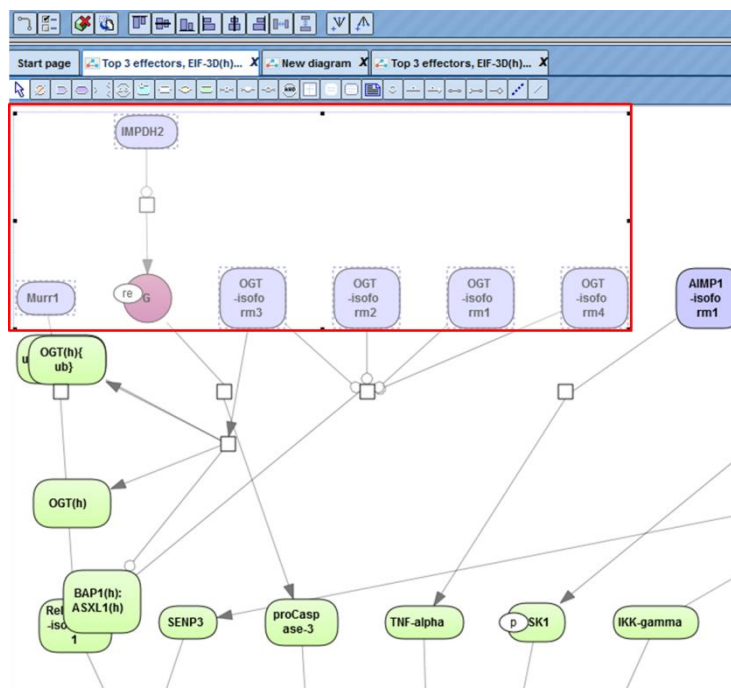 Start page
Top 3 effectors, EIF-3D(h)... X
New diagram X
Top 3 effectors, EIF-3D(h)... X
IMPDH2
Murr1
re
G
OGT
-isofo
rm3
OGT
-isofo
rm2
OGT
-isofo
rm1
OGT
-isofo
rm4
AIMP1
-isofo
rm1
u
OGT(h){
ub}
OGT(h)
BAP1(h):
ASXL1(h)
Rel
-iso
1
SENP3
proCasp
ase-3
TNF-alpha
p
SK1
IKK-gamma